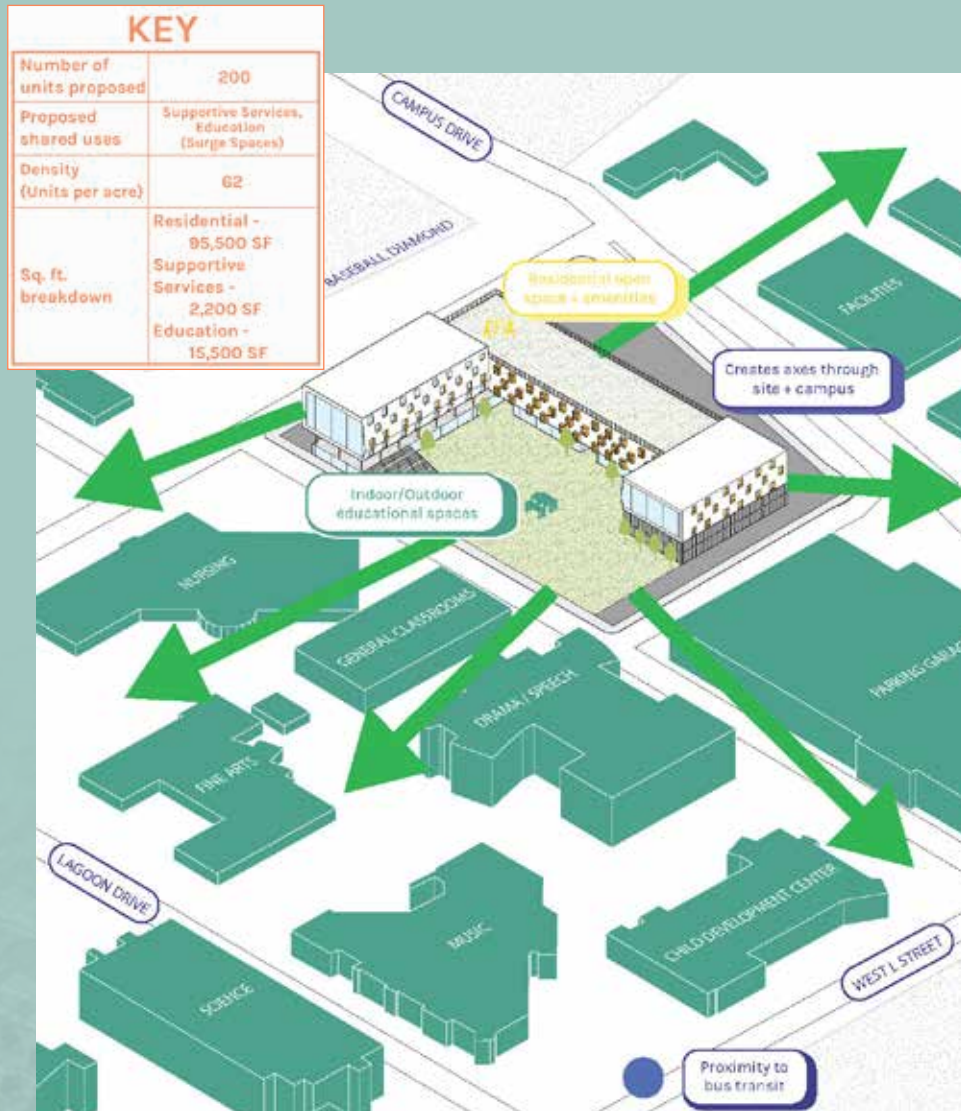 KEY
Number of
units proposed
200
Proposed
shared uses
Supportive Services,
Education
(Surge Spaces)
Density
(Units per acre)
62
Sq. ft.
breakdown
Residential -
95,500 SF
Supportive
Services -
2,200 SF
Education -
15,500 SF
CAMPUS DRIVE
BASEBALL DIAMOND
Residential open
space + amenities
FACILITIES
Creates axes through
site + campus
Indoor/Outdoor
educational spaces
NURSING
GENERAL CLASSROOMS
DRAMA / SPEECH
PARKING GARAG
FINE ARTS
LAGOON DRIVE
MUSIC
CHILD DEVELOPMENT CENTER
WEST L STREET
SCIENCE
Proximity to
bus transit